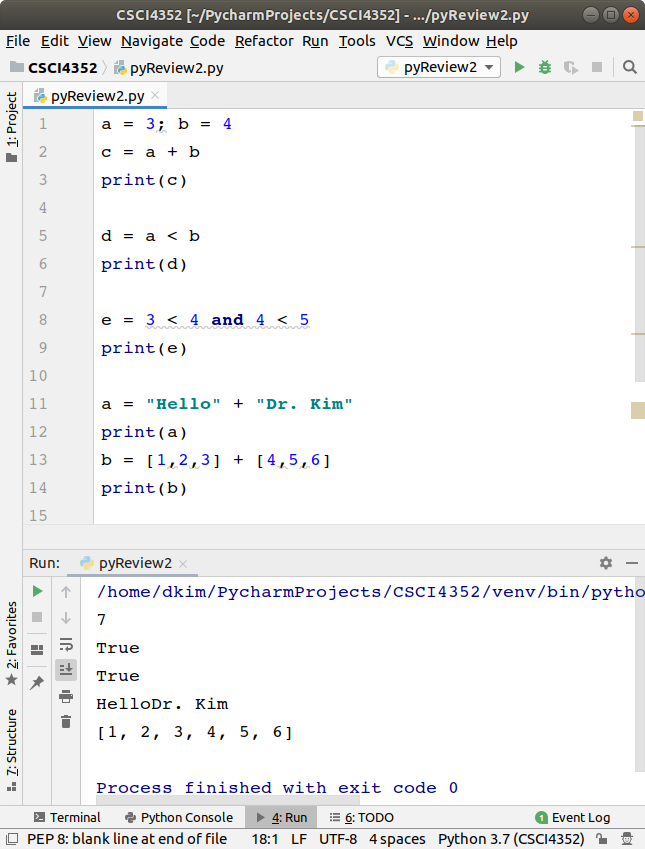 CSCI4352 [~/PycharmProjects/CSCI4352] - .../pyReview2.py
File Edit View Navigate Code Refactor Run Tools VCS Window Help
CSCI4352 pyReview2.py pyReview2
1: Project
pyReview2.py
1 a = 3; b = 4
2 c = a + b
3 print(c)
4
5 d = a < b
6 print(d)
7
8 e = 3 < 4 and 4 < 5
9 print(e)
10
11 a = "Hello" + "Dr. Kim"
12 print(a)
13 b = [1,2,3] + [4,5,6]
14 print(b)
15
Run: pyReview2
/home/dkim/PycharmProjects/CSCI4352/venv/bin/pytho
7
True
True
HelloDr. Kim
[1, 2, 3, 4, 5, 6]
Process finished with exit code 0
2: Favorites
7: Structure
Terminal Python Console 4: Run 6: TODO 1 Event Log
PEP 8: blank line at end of file 18:1 LF UTF-8 4 spaces Python 3.7 (CSCI4352)